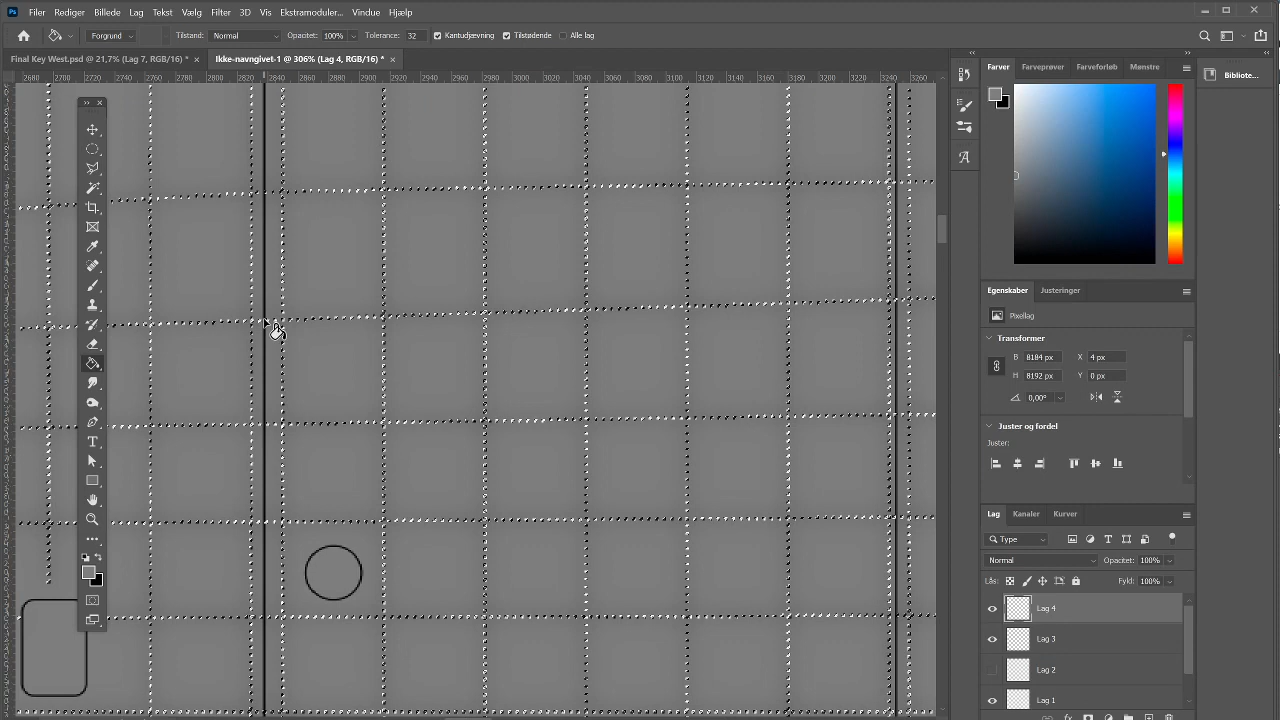 Ps Filer Rediger Billede Lag Tekst Vælg Filter 3D Vis Ekstramoduler... Vindue Hjælp
Forgrund Tilstand: Normal Opacitet: 100% Tolerance: 32 Kantudjævning Tilstødende Alle lag
Final Key West.psd @ 21,7% (Lag 7, RGB/16) * × Ikke-navngivet-1 @ 306% (Lag 4, RGB/16) * ×
2680 2700 2720 2740 2760 2780 2800 2820 2840 2860 2880 2900 2920 2940 2960 2980 3000 3020 3040 3060 3080 3100 3120 3140 3160 3180 3200 3220 3240 3260
Farver Farveprøver Farveforløb Mønstre
Bibliote...
Egenskaber Justeringer
Pixellag
Transformer
B 8184 px X 4 px
H 8192 px Y 0 px
0,00°
Juster og fordel
Juster:
Lag Kanaler Kurver
Type
Normal Opacitet: 100%
Lås: Fyld: 100%
Lag 4
Lag 3
Lag 2
Lag 1
fx